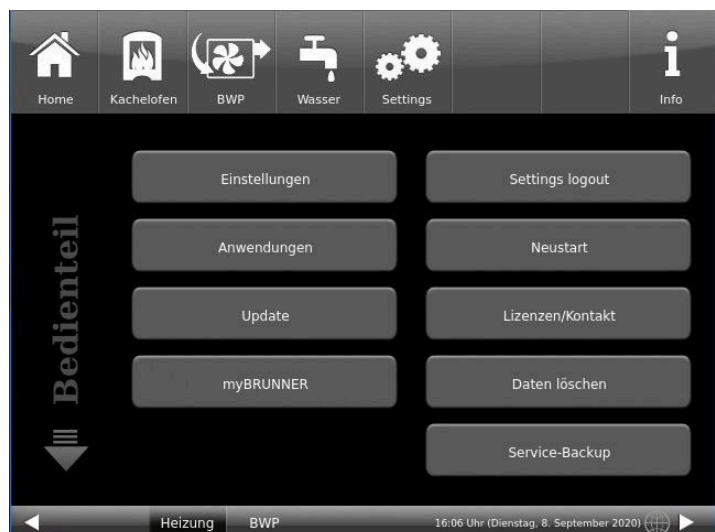 Home
Kachelofen
BWP
Wasser
Settings
Info
Bedienteil
Einstellungen
Settings logout
Anwendungen
Neustart
Update
Lizenzen/Kontakt
myBRUNNER
Daten löschen
Service-Backup
Heizung
BWP
16:06 Uhr (Dienstag, 8. September 2020)